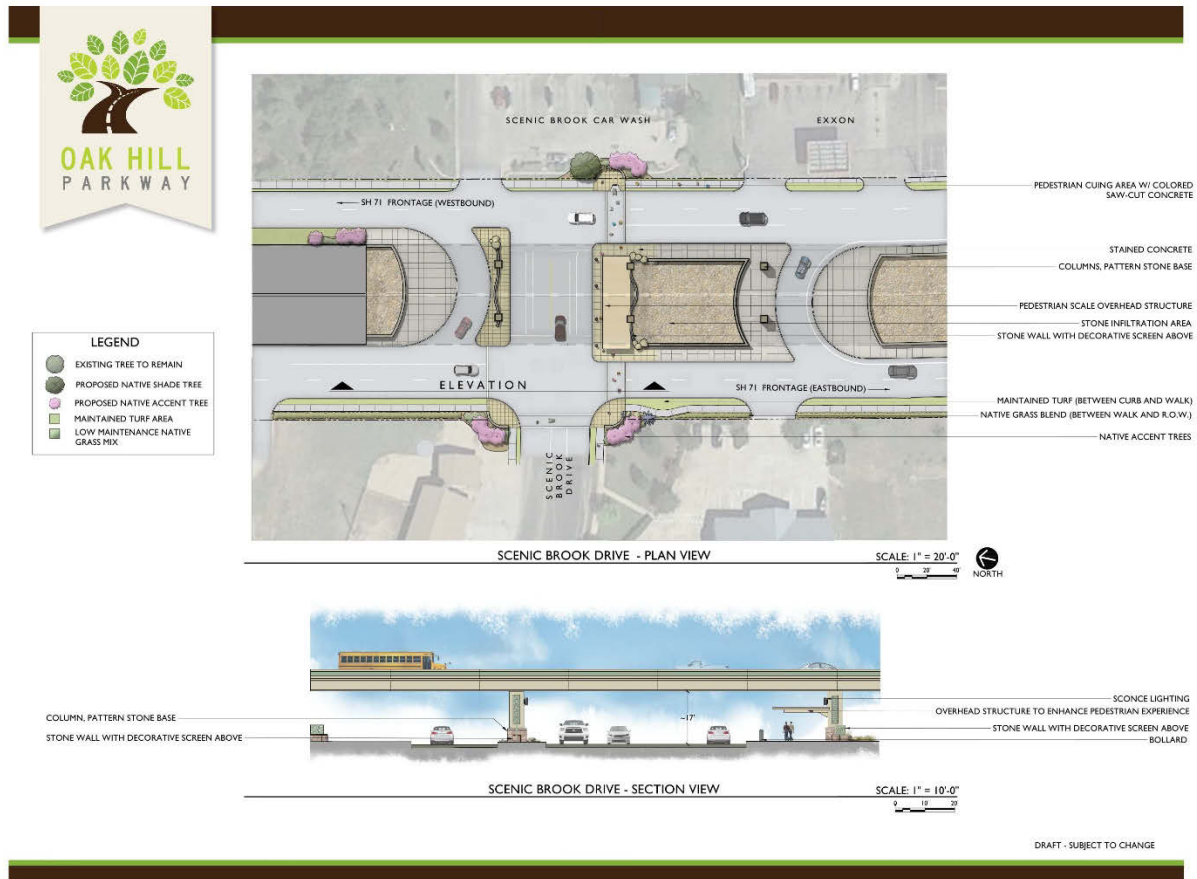 OAK HILL
PARKWAY
SCENIC BROOK CAR WASH
EXXON
SH 71 FRONTAGE (WESTBOUND)
PEDESTRIAN CUING AREA W/ COLORED
SAW-CUT CONCRETE
STAINED CONCRETE
COLUMNS, PATTERN STONE BASE
PEDESTRIAN SCALE OVERHEAD STRUCTURE
STONE INFILTRATION AREA
STONE WALL WITH DECORATIVE SCREEN ABOVE
LEGEND
EXISTING TREE TO REMAIN
PROPOSED NATIVE SHADE TREE
PROPOSED NATIVE ACCENT TREE
MAINTAINED TURF AREA
LOW MAINTENANCE NATIVE
GRASS MIX
ELEVATION
SH 71 FRONTAGE (EASTBOUND)
MAINTAINED TURF (BETWEEN CURB AND WALK)
NATIVE GRASS BLEND (BETWEEN WALK AND R.O.W.)
NATIVE ACCENT TREES
SCENIC
BROOK
DRIVE
SCENIC BROOK DRIVE - PLAN VIEW
SCALE: 1" = 20'-0"
0 20' 40'
NORTH
~17'
COLUMN, PATTERN STONE BASE
STONE WALL WITH DECORATIVE SCREEN ABOVE
SCONCE LIGHTING
OVERHEAD STRUCTURE TO ENHANCE PEDESTRIAN EXPERIENCE
STONE WALL WITH DECORATIVE SCREEN ABOVE
BOLLARD
SCENIC BROOK DRIVE - SECTION VIEW
SCALE: 1" = 10'-0"
0 10' 20'
DRAFT - SUBJECT TO CHANGE